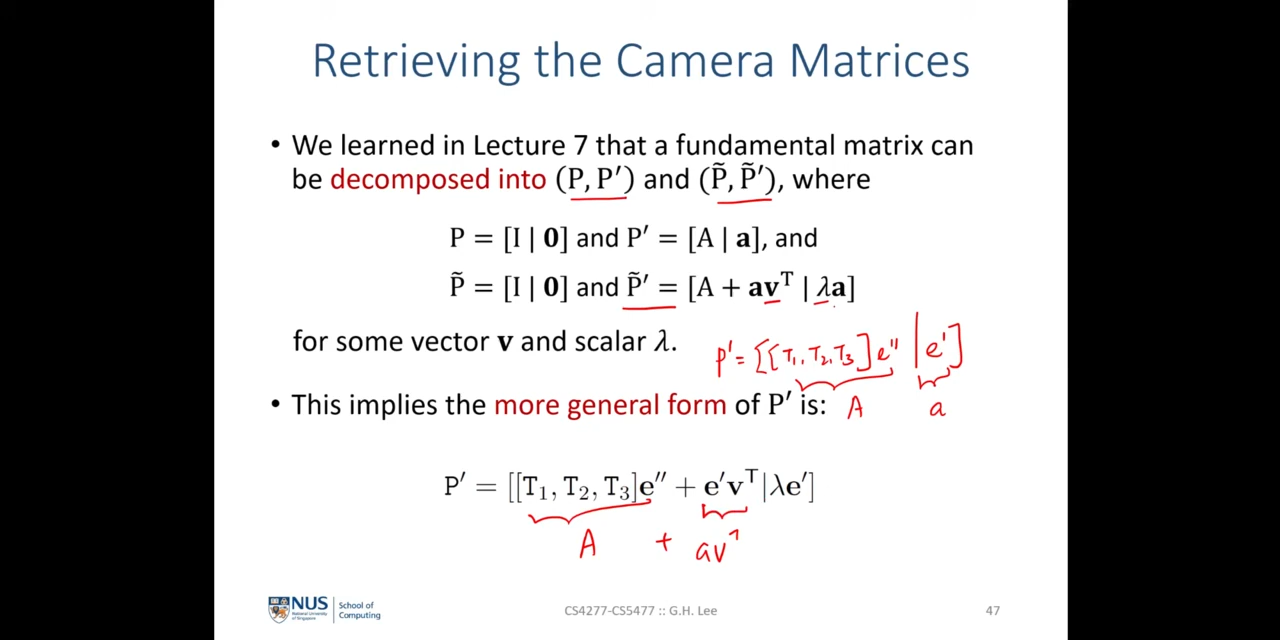 Retrieving the Camera Matrices
• We learned in Lecture 7 that a fundamental matrix can
be decomposed into (P, P′) and (P̃, P̃′), where
P = [I | 0] and P′ = [A | a], and
P̃ = [I | 0] and P̃′ = [A + avᵀ | λa]
for some vector v and scalar λ.
P′ = [[T₁, T₂, T₃]e″ | e′]
• This implies the more general form of P′ is:
A a
P′ = [[T₁, T₂, T₃]e″ + e′vᵀ|λe′]
A + avᵀ
NUS
National University
of Singapore
School of
Computing
CS4277-CS5477 :: G.H. Lee
47